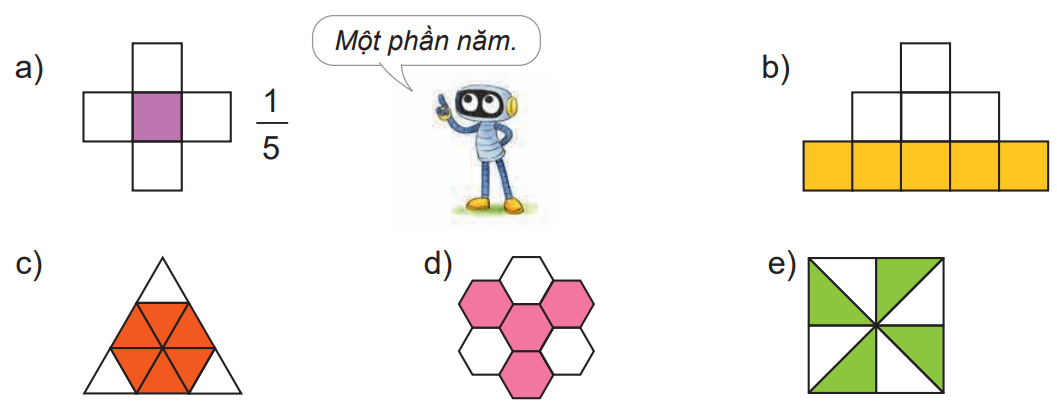 Một phần năm.
a)
1
5
b)
c)
d)
e)